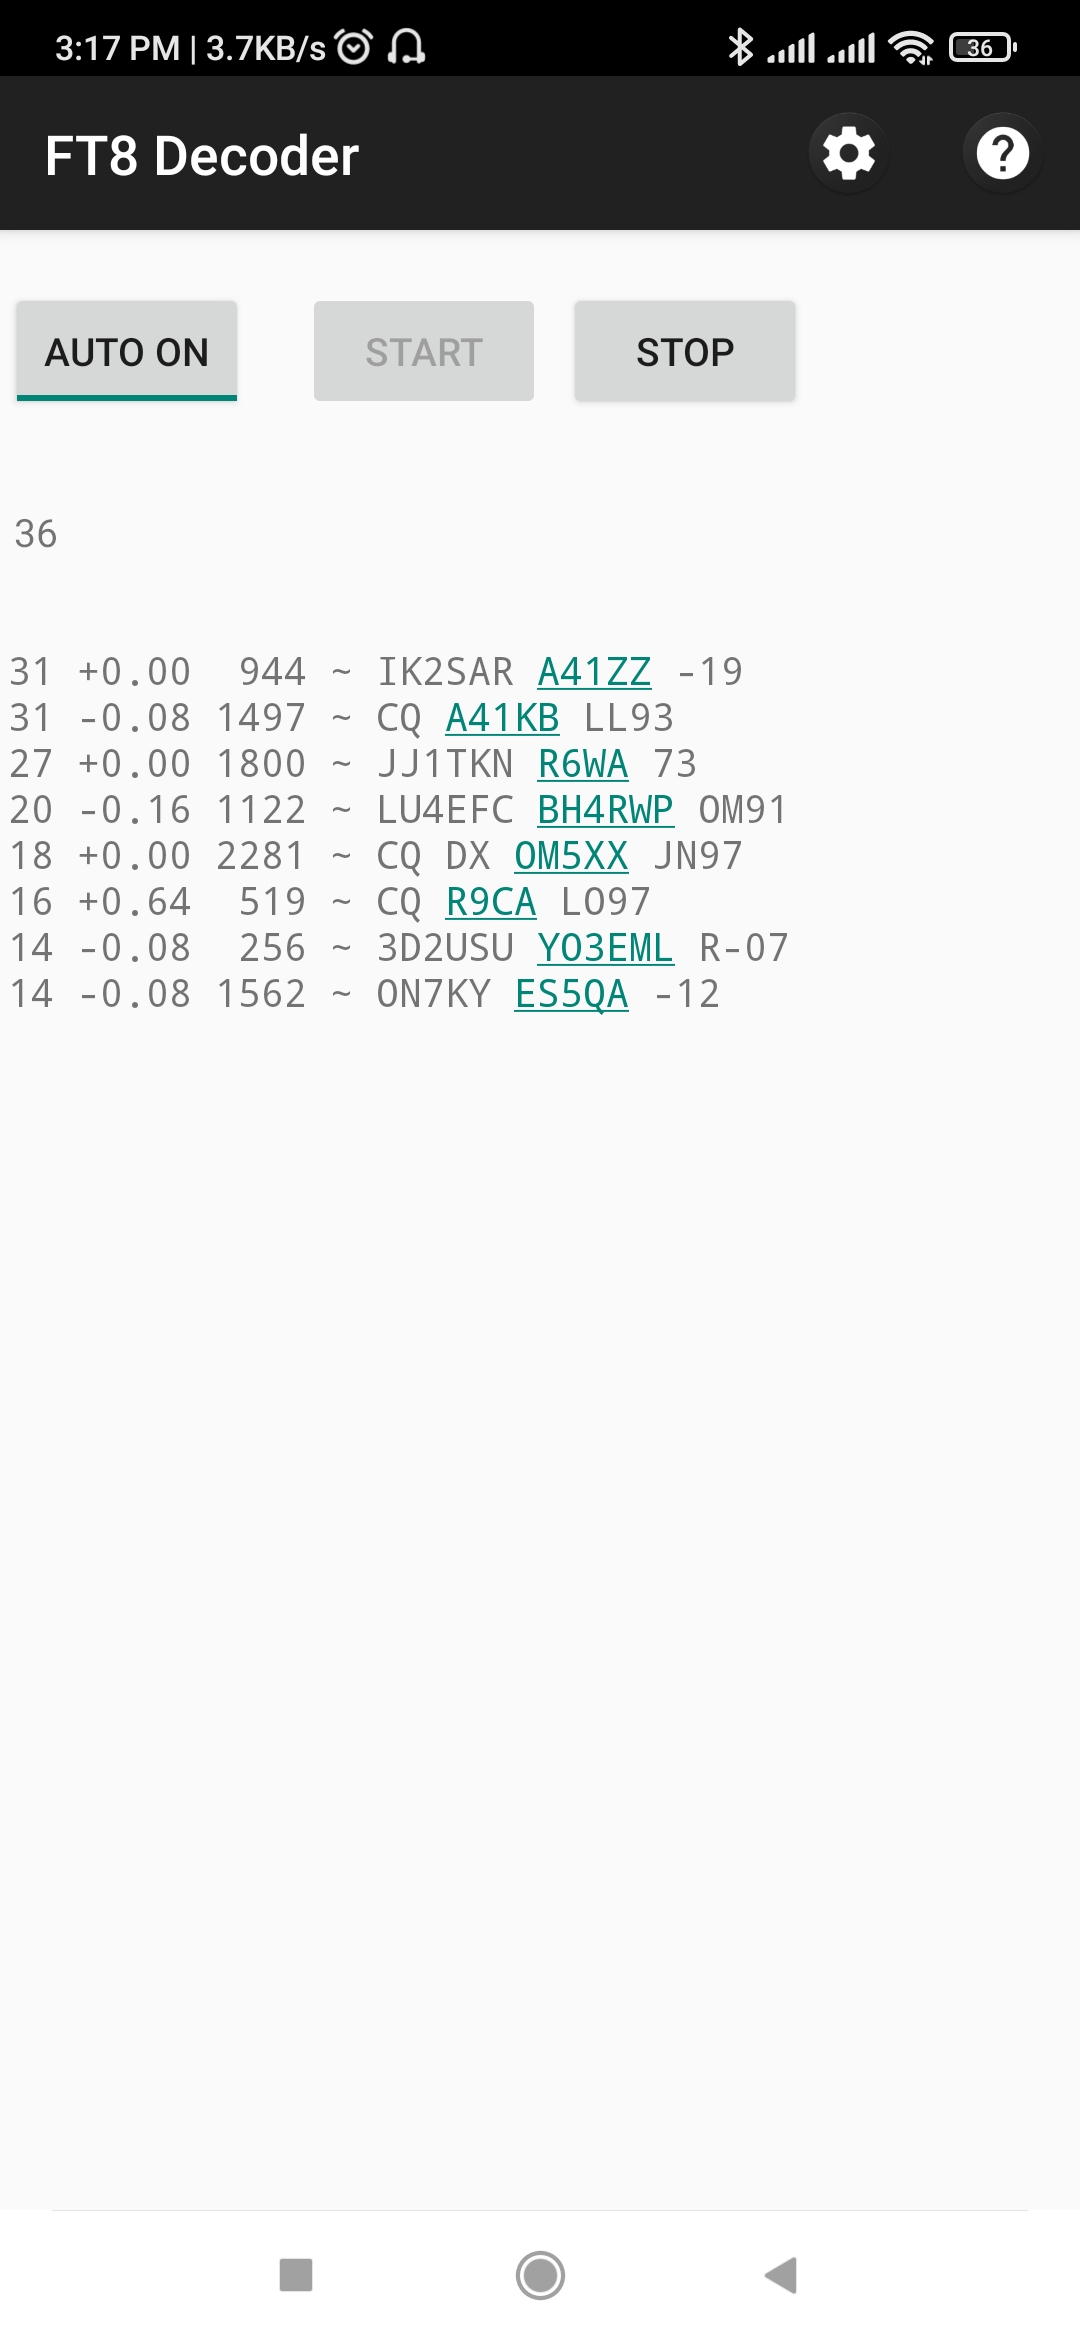 3:17 PM | 3.7KB/s 36
FT8 Decoder
AUTO ON START STOP
36
31 +0.00  944 ~ IK2SAR A41ZZ -19
31 -0.08 1497 ~ CQ A41KB LL93
27 +0.00 1800 ~ JJ1TKN R6WA 73
20 -0.16 1122 ~ LU4EFC BH4RWP OM91
18 +0.00 2281 ~ CQ DX OM5XX JN97
16 +0.64  519 ~ CQ R9CA LO97
14 -0.08  256 ~ 3D2USU YO3EML R-07
14 -0.08 1562 ~ ON7KY ES5QA -12